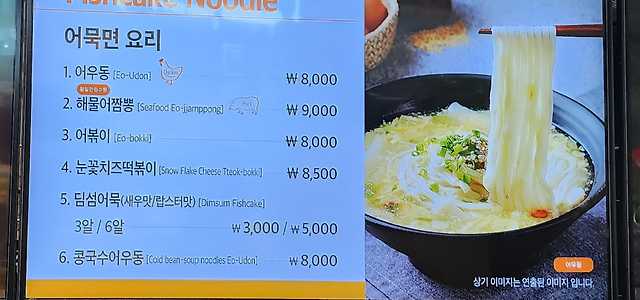 Fishcake Noodle
어묵면 요리
1. 어우동 [Eo-Udon] ₩ 8,000
2. 해물어짬뽕 [Seafood Eo-jjamppong] ₩ 9,000
3. 어볶이 [Eo-bokki] ₩ 8,000
4. 눈꽃치즈떡볶이 [Snow Flake Cheese Tteok-bokki] ₩ 8,500
5. 딤섬어묵(새우맛/랍스터맛) [Dimsum Fishcake]
3알 / 6알 ₩ 3,000 / ₩ 5,000
6. 콩국수어우동 [Cold bean-soup noodles Eo-Udon] ₩ 8,000
어우동
상기 이미지는 연출된 이미지 입니다